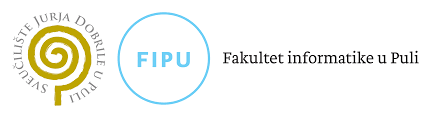 SVEUČILIŠTE JURJA DOBRILE U PULI
FIPU
Fakultet informatike u Puli